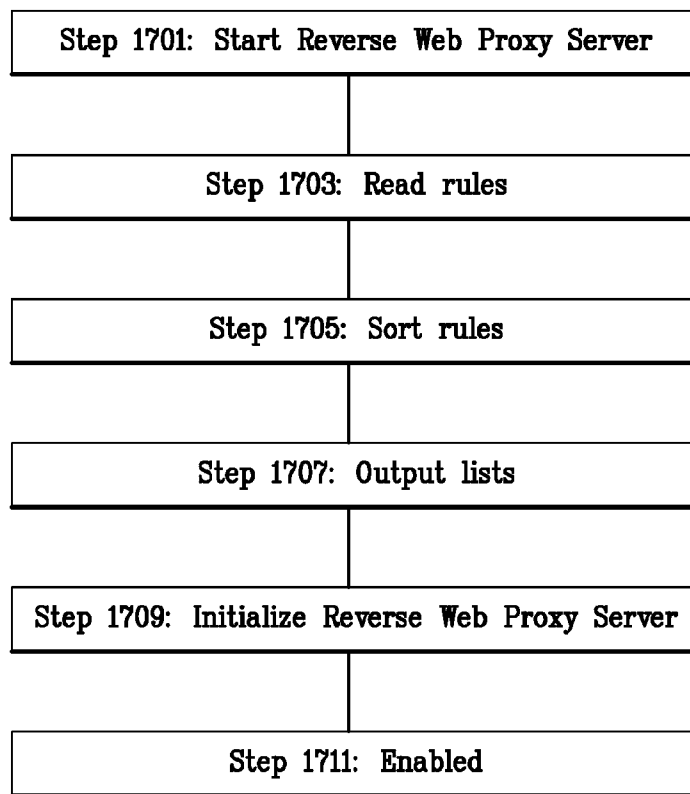 Step 1701: Start Reverse Web Proxy Server
Step 1703: Read rules
Step 1705: Sort rules
Step 1707: Output lists
Step 1709: Initialize Reverse Web Proxy Server
Step 1711: Enabled